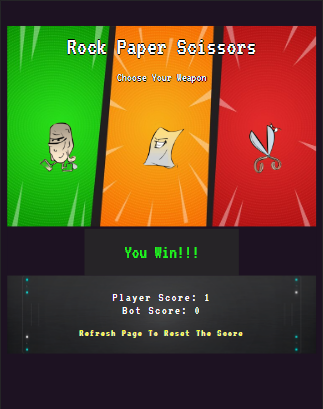 Rock Paper Scissors
Choose Your Weapon
You Win!!!
Player Score: 1
Bot Score: 0
Refresh Page To Reset The Score